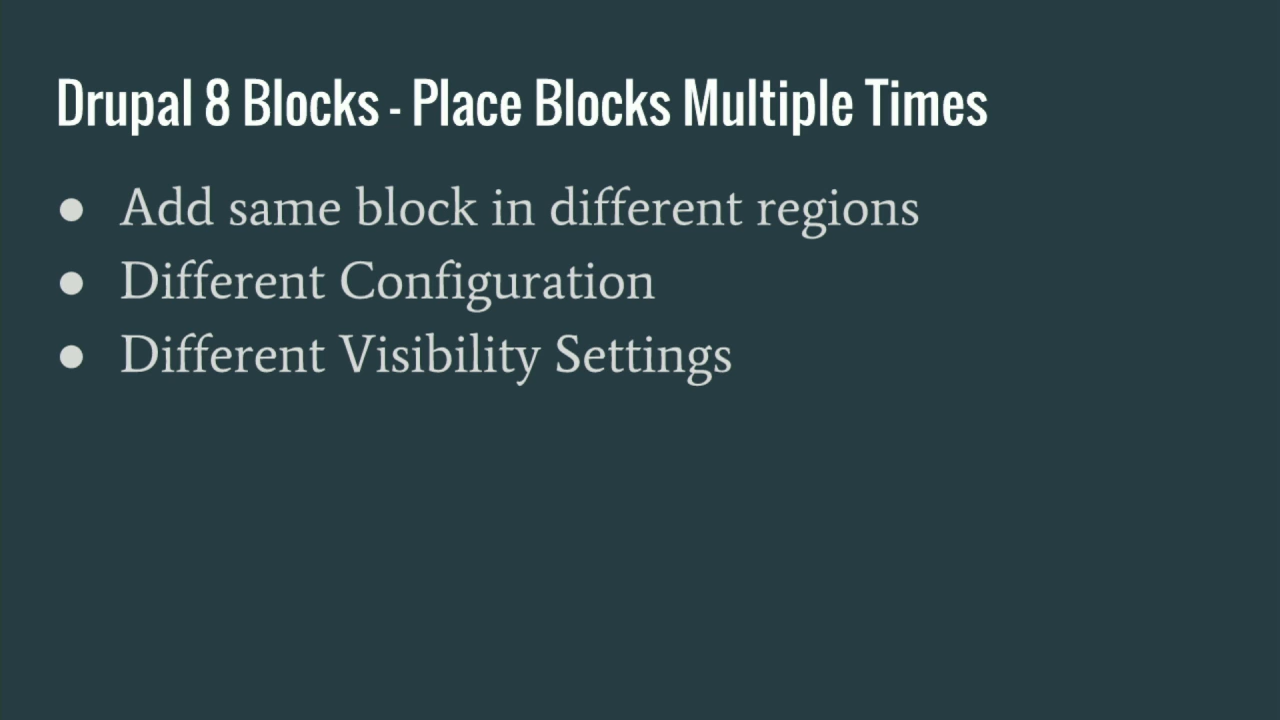 Drupal 8 Blocks - Place Blocks Multiple Times
● Add same block in different regions
● Different Configuration
● Different Visibility Settings